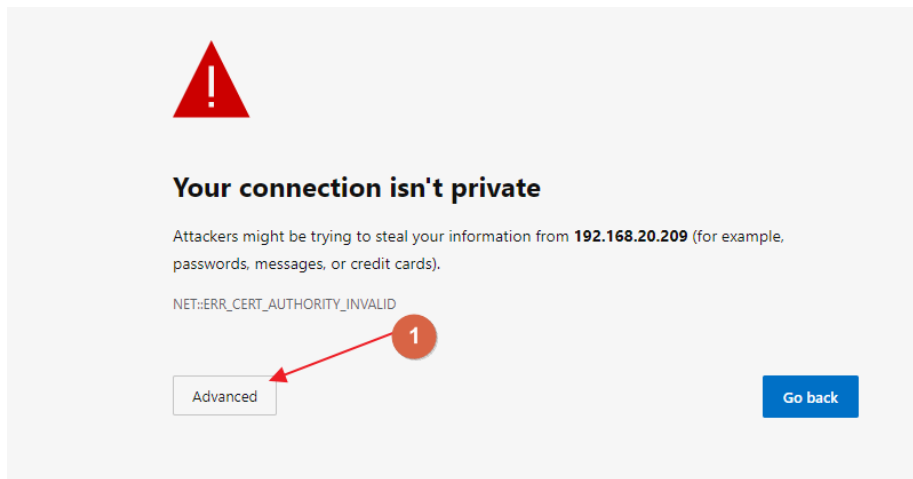 !
Your connection isn't private
Attackers might be trying to steal your information from 192.168.20.209 (for example,
passwords, messages, or credit cards).
NET::ERR_CERT_AUTHORITY_INVALID
1
Advanced
Go back